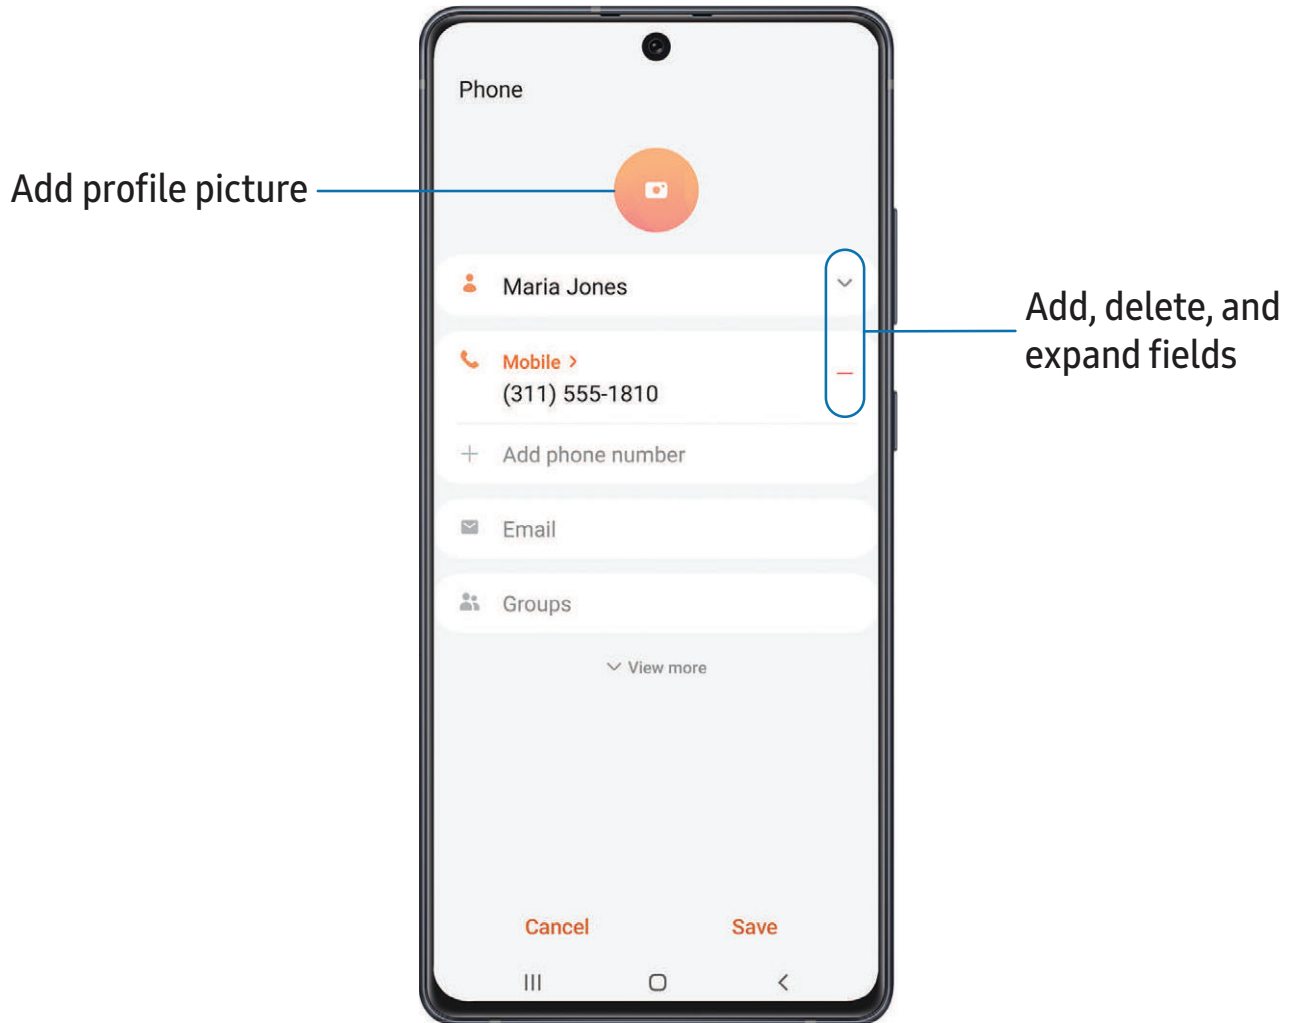 Phone
Add profile picture
Maria Jones
Add, delete, and
expand fields
Mobile >
(311) 555-1810
Add phone number
Email
Groups
View more
Cancel
Save